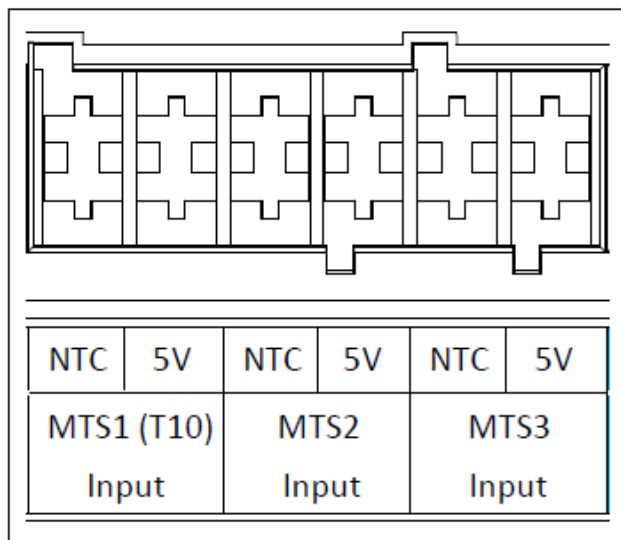 NTC 5V NTC 5V NTC 5V
MTS1 (T10) MTS2 MTS3
Input Input Input